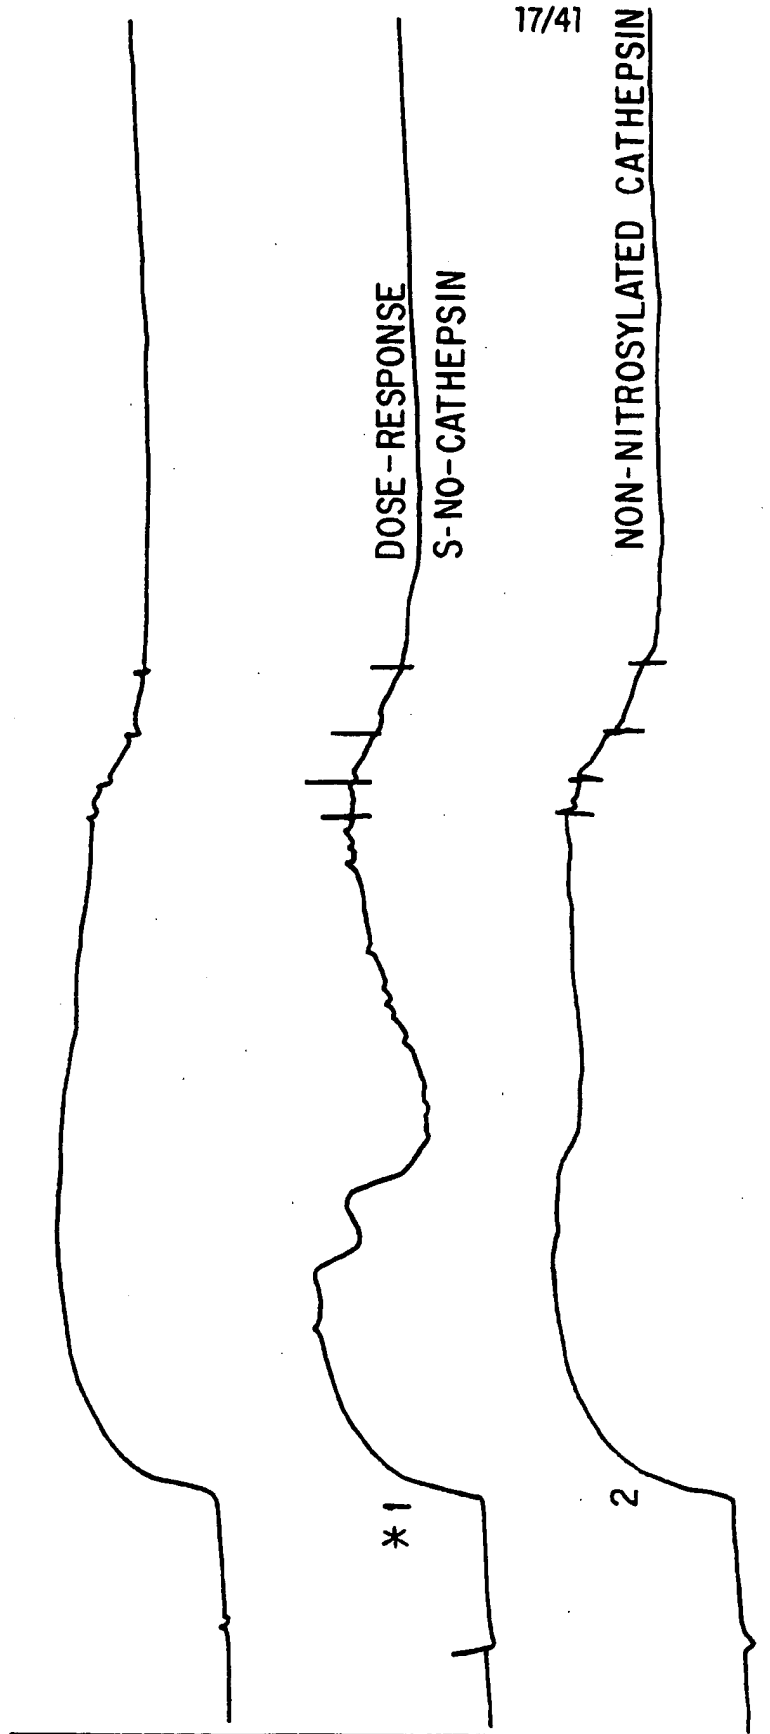 17/41
DOSE-RESPONSE
S-NO-CATHEPSIN
*1
NON-NITROSYLATED CATHEPSIN
2